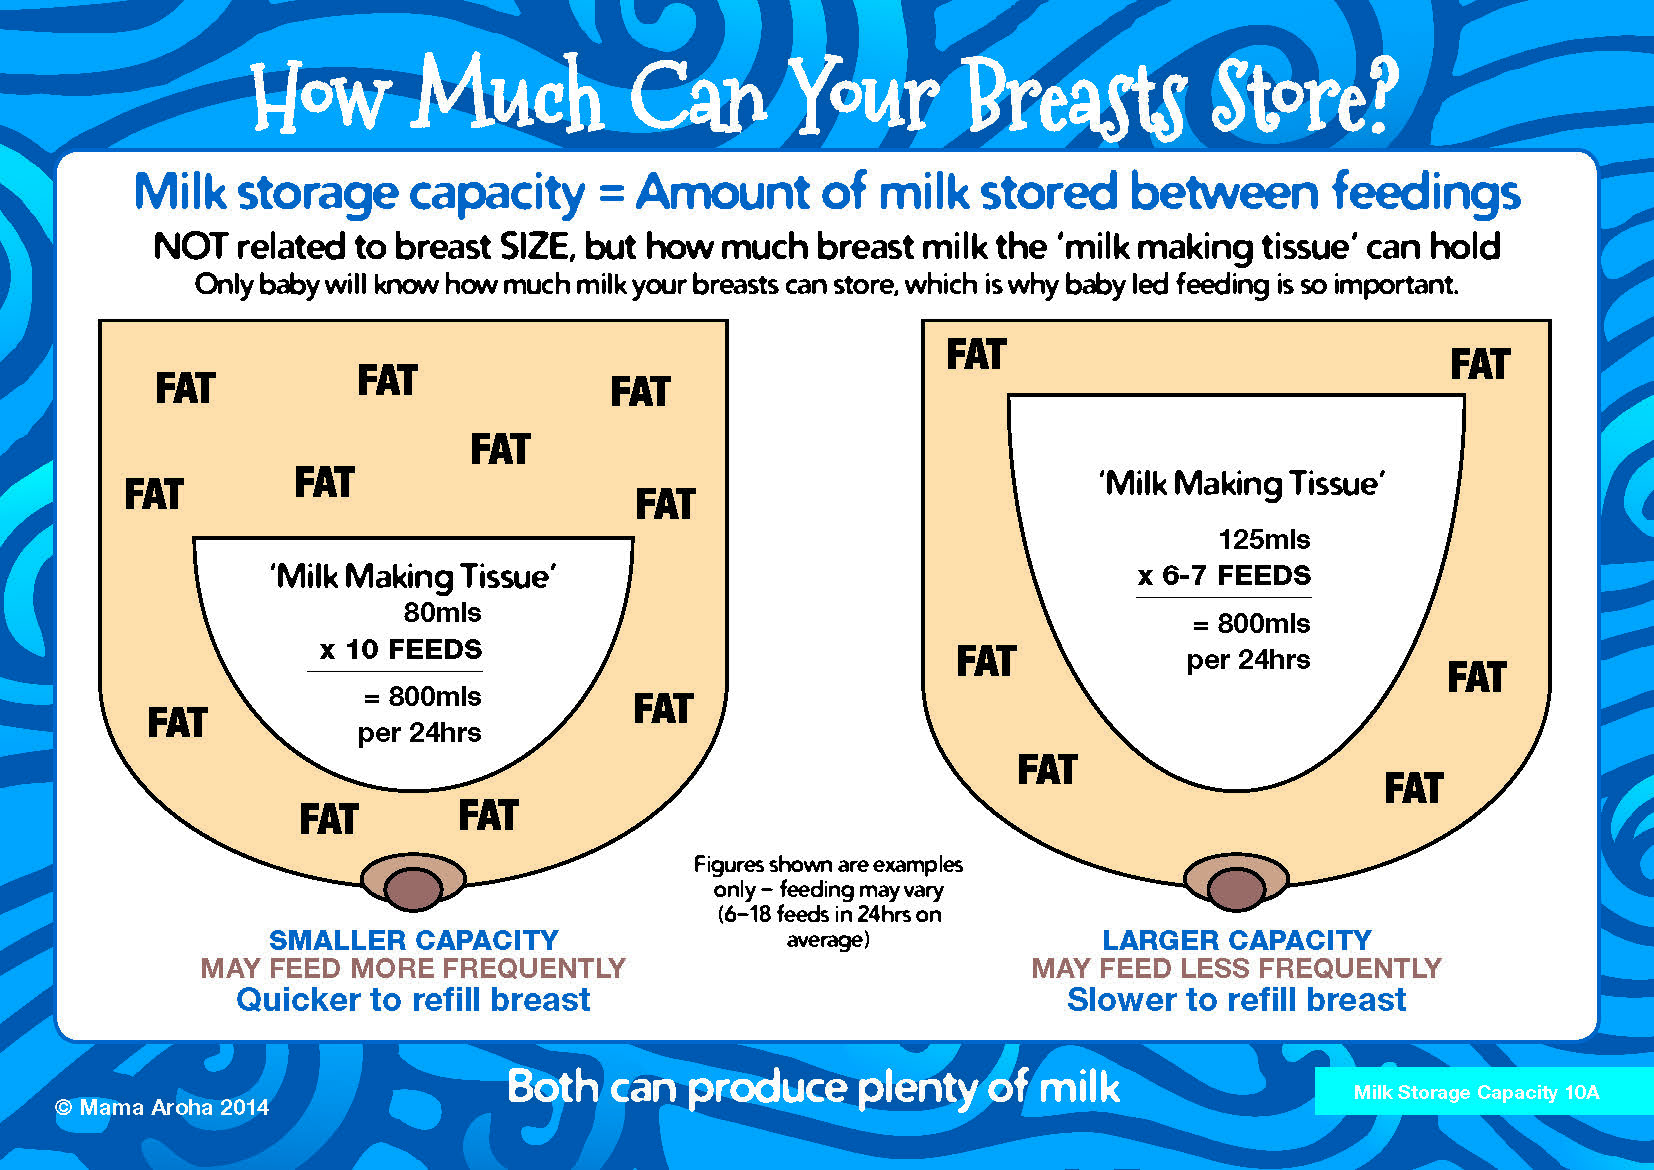 How Much Can Your Breasts Store?
Milk storage capacity = Amount of milk stored between feedings
NOT related to breast SIZE, but how much breast milk the ‘milk making tissue’ can hold
Only baby will know how much milk your breasts can store, which is why baby led feeding is so important.
FAT
FAT
FAT
FAT
FAT
FAT
FAT
‘Milk Making Tissue’
80mls
x 10 FEEDS
= 800mls
per 24hrs
FAT
FAT
FAT
FAT
SMALLER CAPACITY
MAY FEED MORE FREQUENTLY
Quicker to refill breast
Figures shown are examples
only – feeding may vary
(6–18 feeds in 24hrs on
average)
FAT
FAT
‘Milk Making Tissue’
125mls
x 6-7 FEEDS
= 800mls
per 24hrs
FAT
FAT
FAT
FAT
LARGER CAPACITY
MAY FEED LESS FREQUENTLY
Slower to refill breast
Both can produce plenty of milk
© Mama Aroha 2014
Milk Storage Capacity 10A